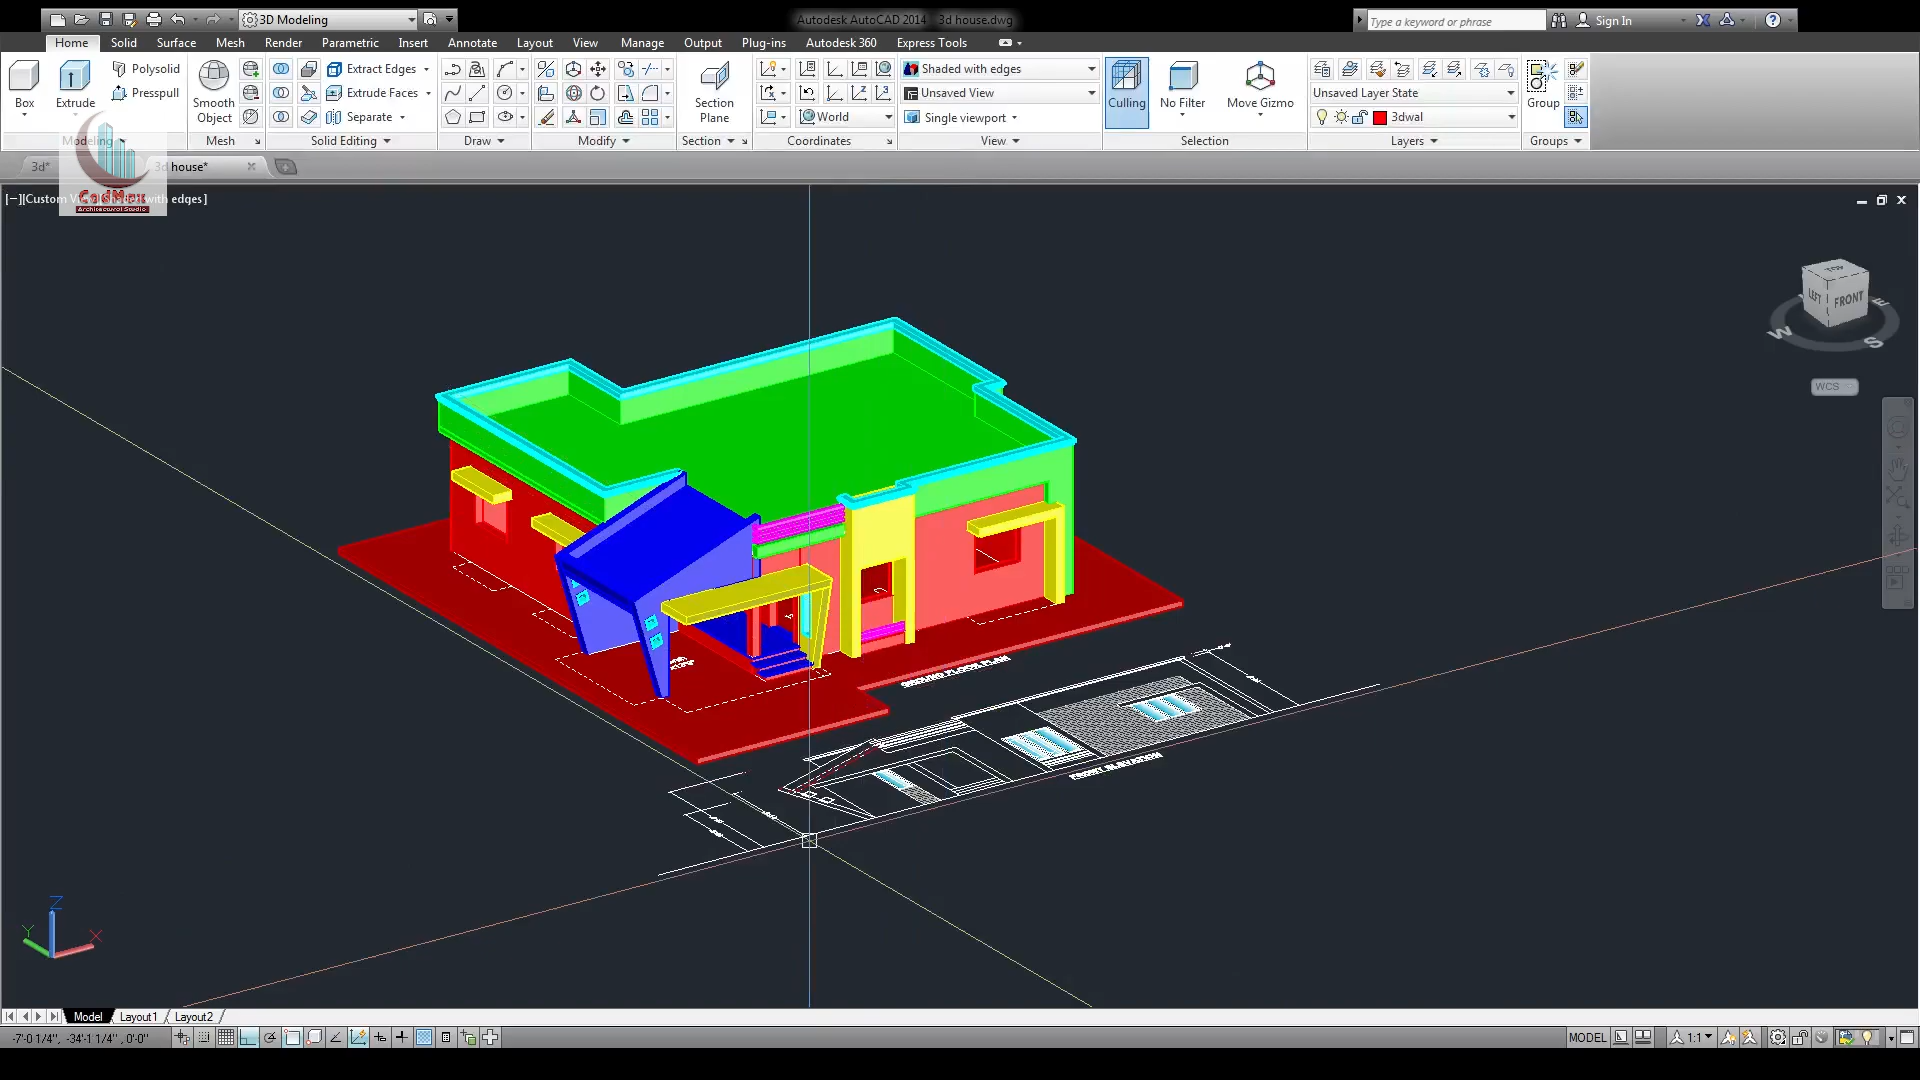 3D Modeling
Autodesk AutoCAD 2014 3d house.dwg
Type a keyword or phrase
Sign In
Home Solid Surface Mesh Render Parametric Insert Annotate Layout View Manage Output Plug-ins Autodesk 360 Express Tools
Box
Extrude
Polysolid
Presspull
Smooth
Object
Extract Edges
Extrude Faces
Separate
Section
Plane
World
Shaded with edges
Unsaved View
Single viewport
Culling
No Filter
Move Gizmo
Unsaved Layer State
3dwal
Group
Modeling Mesh Solid Editing Draw Modify Section Coordinates View Selection Layers Groups
3d*
3d house*
CadMax
Architectural Studio
[−][Custom V
with edges]
TOP
LEFT
FRONT
W
S
E
WCS
GROUND FLOOR PLAN
FRONT ELEVATION
Z
Y
X
Model Layout1 Layout2
-7'-0 1/4", -34'-1 1/4" , 0'-0"
MODEL
1:1